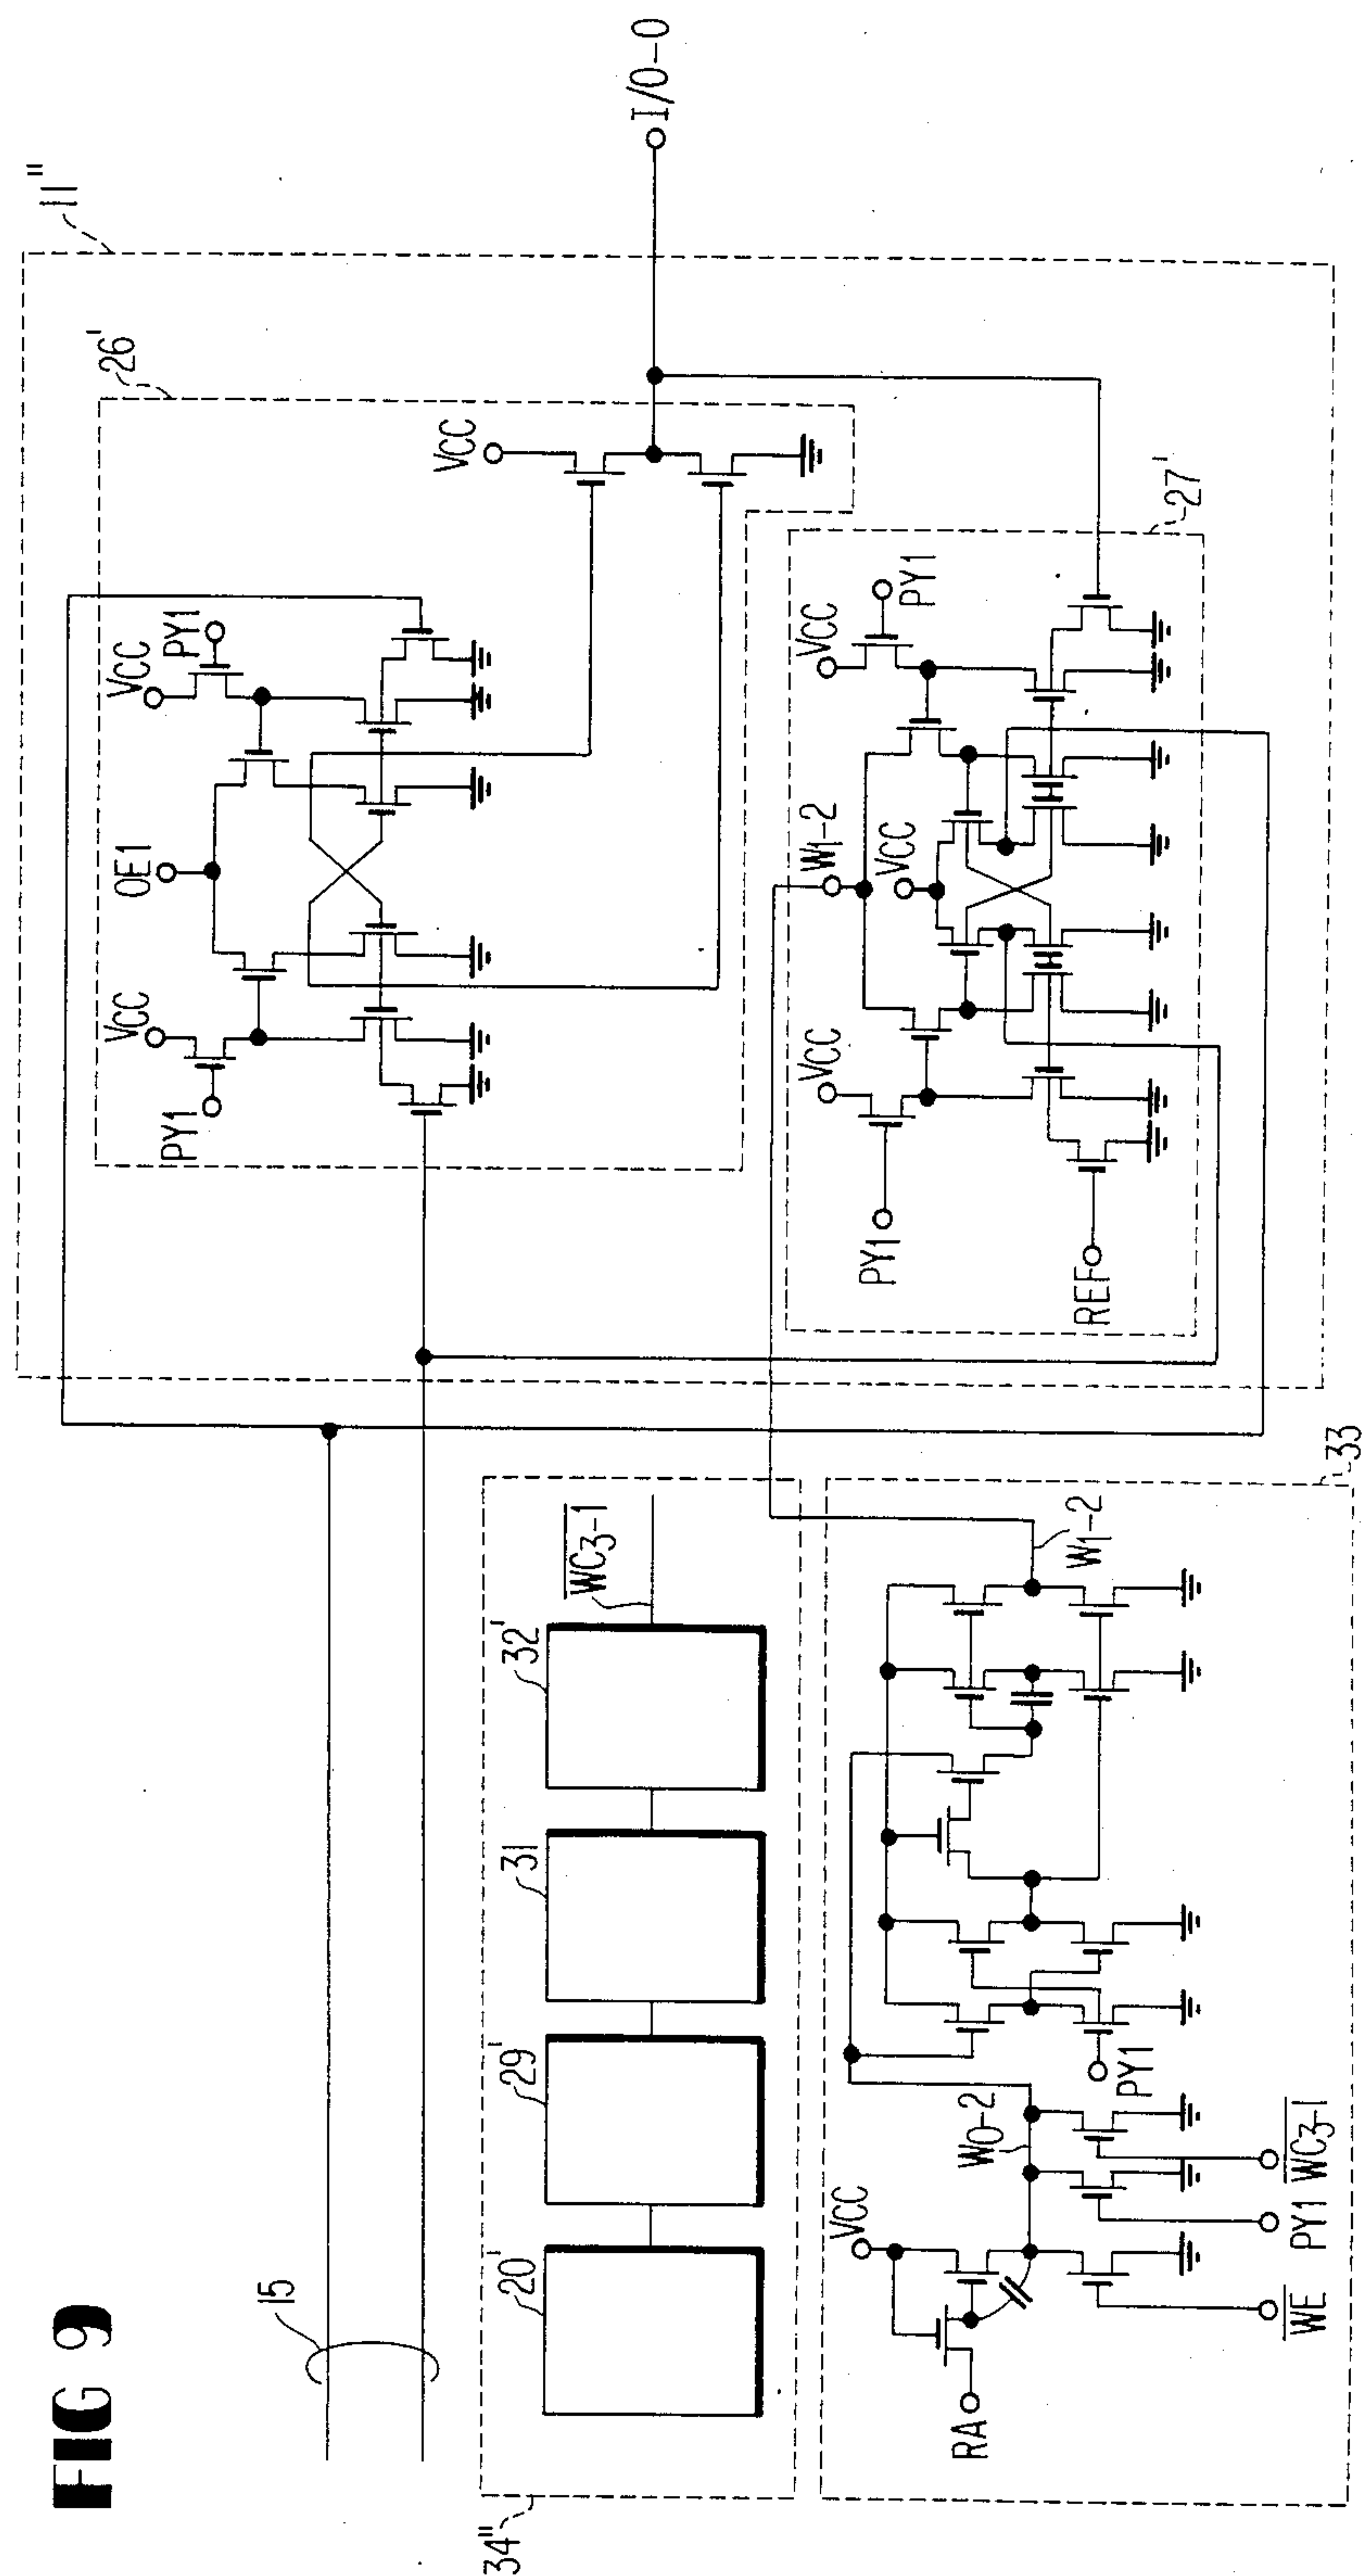 FIG 9
15
11"
26'
I/O-0
PY1
VCC
OE1
VCC
PY1
VCC
27'
PY1
VCC
W1-2
VCC
VCC
PY1
REF
34"
20'
29'
31
32'
WC3-1
33
RA
VCC
W0-2
WE
PY1
WC3-1
PY1
W1-2